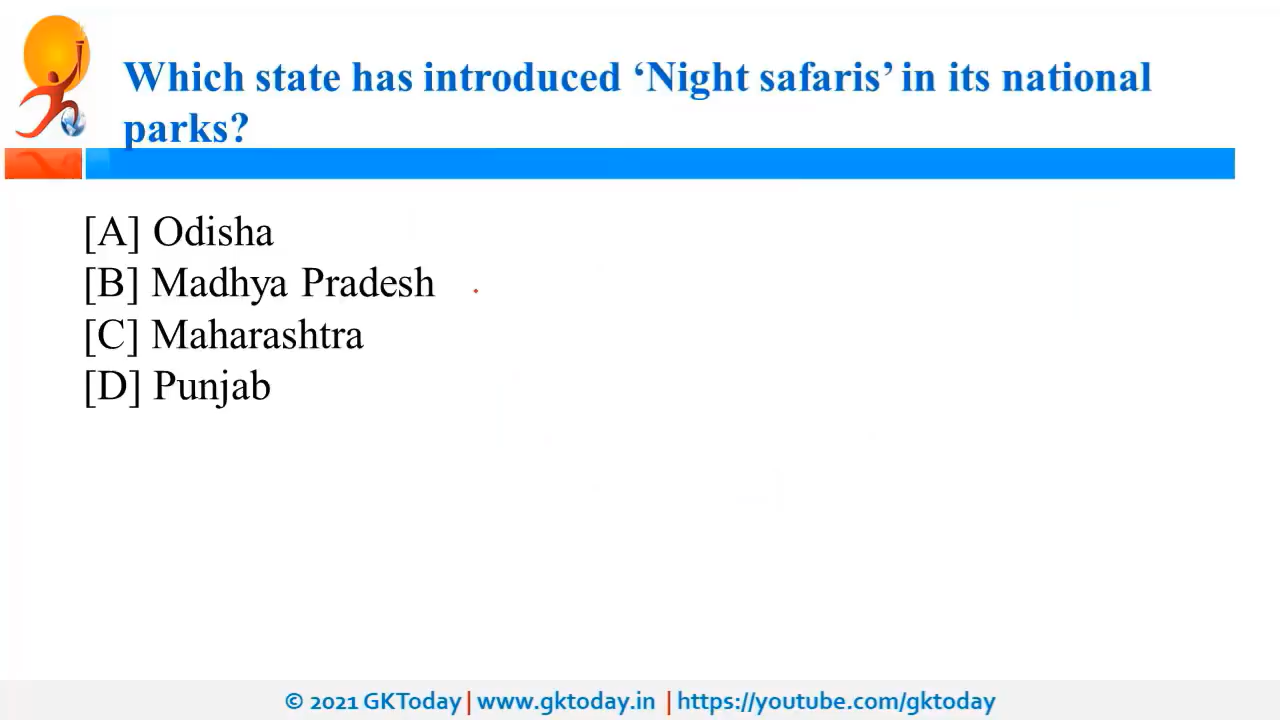 Which state has introduced ‘Night safaris’ in its national
parks?
[A] Odisha
[B] Madhya Pradesh
[C] Maharashtra
[D] Punjab
© 2021 GKToday | www.gktoday.in | https://youtube.com/gktoday